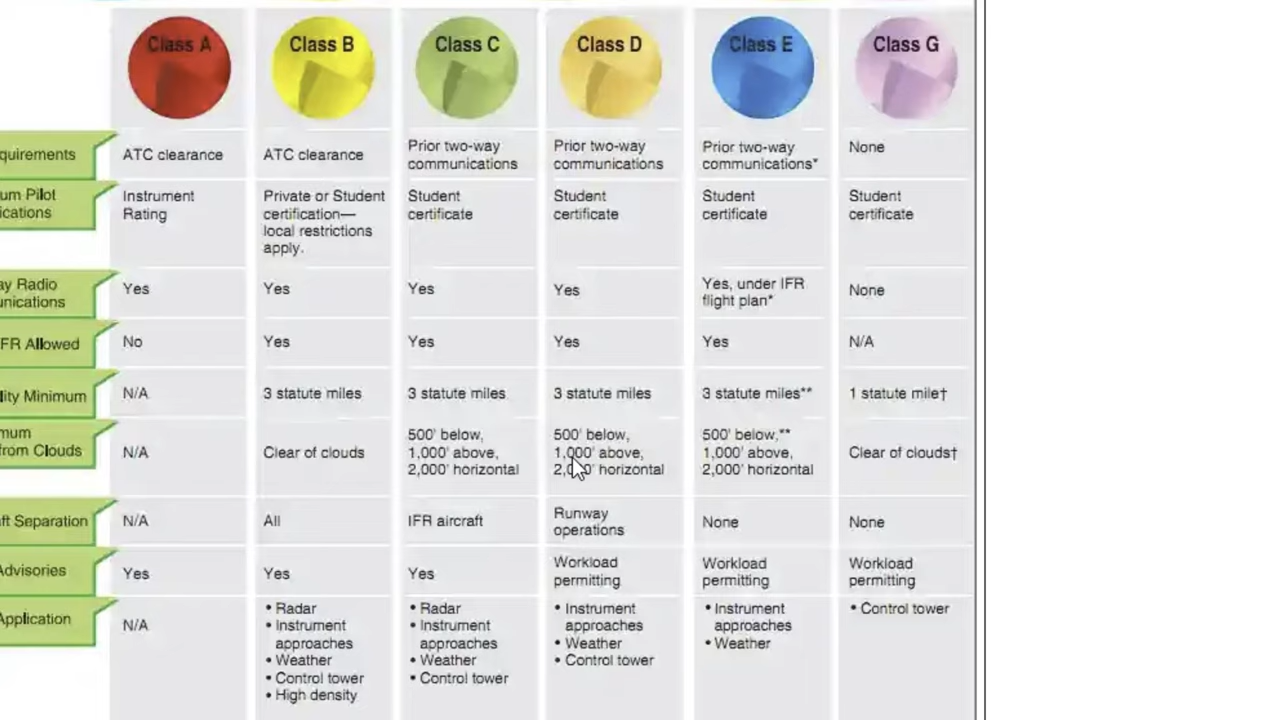 Class A Class B Class C Class D Class E Class G
quirements
ATC clearance
ATC clearance
Prior two-way
communications
Prior two-way
communications
Prior two-way
communications*
None
um Pilot
ications
Instrument
Rating
Private or Student
certification—
local restrictions
apply.
Student
certificate
Student
certificate
Student
certificate
Student
certificate
ay Radio
unications
Yes
Yes
Yes
Yes
Yes, under IFR
flight plan*
None
FR Allowed
No
Yes
Yes
Yes
Yes
N/A
lity Minimum
N/A
3 statute miles
3 statute miles
3 statute miles
3 statute miles**
1 statute mile†
mum
from Clouds
N/A
Clear of clouds
500' below,
1,000' above,
2,000' horizontal
500' below,
1,000' above,
2,000' horizontal
500' below,**
1,000' above,
2,000' horizontal
Clear of clouds†
ft Separation
N/A
All
IFR aircraft
Runway
operations
None
None
Advisories
Yes
Yes
Yes
Workload
permitting
Workload
permitting
Workload
permitting
Application
N/A
• Radar
• Instrument
approaches
• Weather
• Control tower
• High density
• Radar
• Instrument
approaches
• Weather
• Control tower
• Instrument
approaches
• Weather
• Control tower
• Instrument
approaches
• Weather
• Control tower